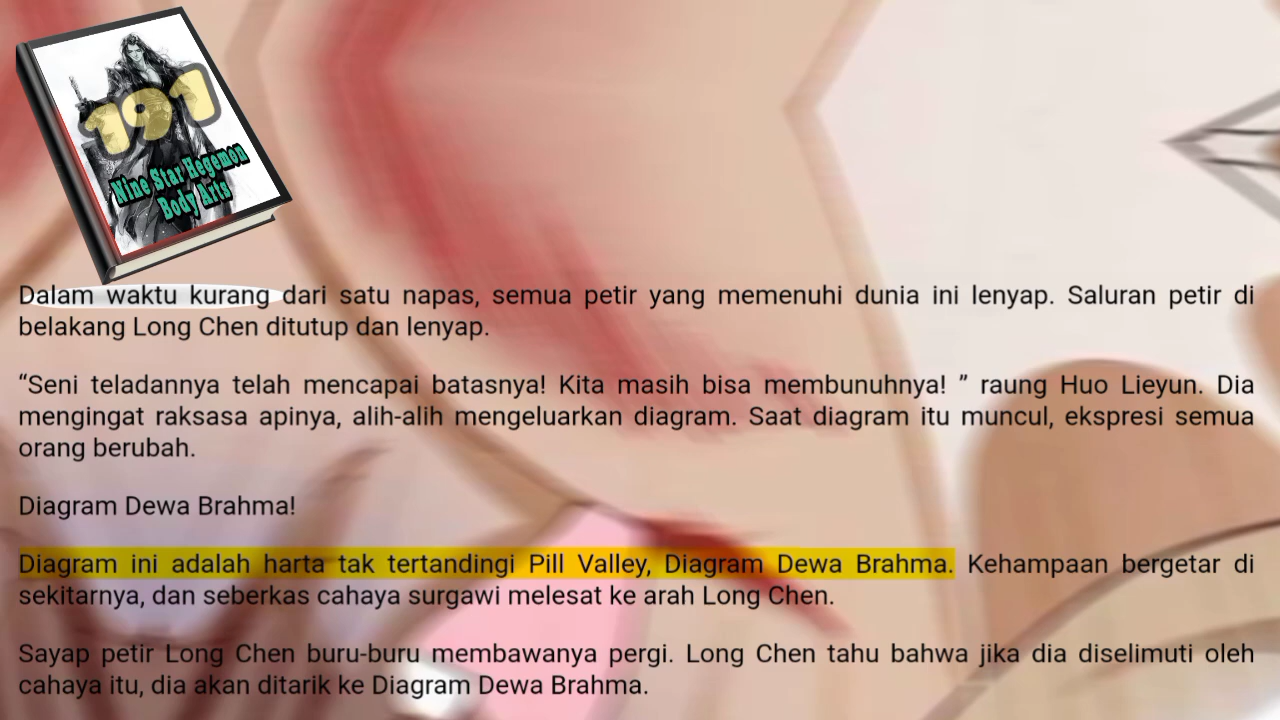 191
Nine Star Hegemon
Body Arts
Dalam waktu kurang dari satu napas, semua petir yang memenuhi dunia ini lenyap. Saluran petir di
belakang Long Chen ditutup dan lenyap.
“Seni teladannya telah mencapai batasnya! Kita masih bisa membunuhnya! ” raung Huo Lieyun. Dia
mengingat raksasa apinya, alih-alih mengeluarkan diagram. Saat diagram itu muncul, ekspresi semua
orang berubah.
Diagram Dewa Brahma!
Diagram ini adalah harta tak tertandingi Pill Valley, Diagram Dewa Brahma. Kehampaan bergetar di
sekitarnya, dan seberkas cahaya surgawi melesat ke arah Long Chen.
Sayap petir Long Chen buru-buru membawanya pergi. Long Chen tahu bahwa jika dia diselimuti oleh
cahaya itu, dia akan ditarik ke Diagram Dewa Brahma.